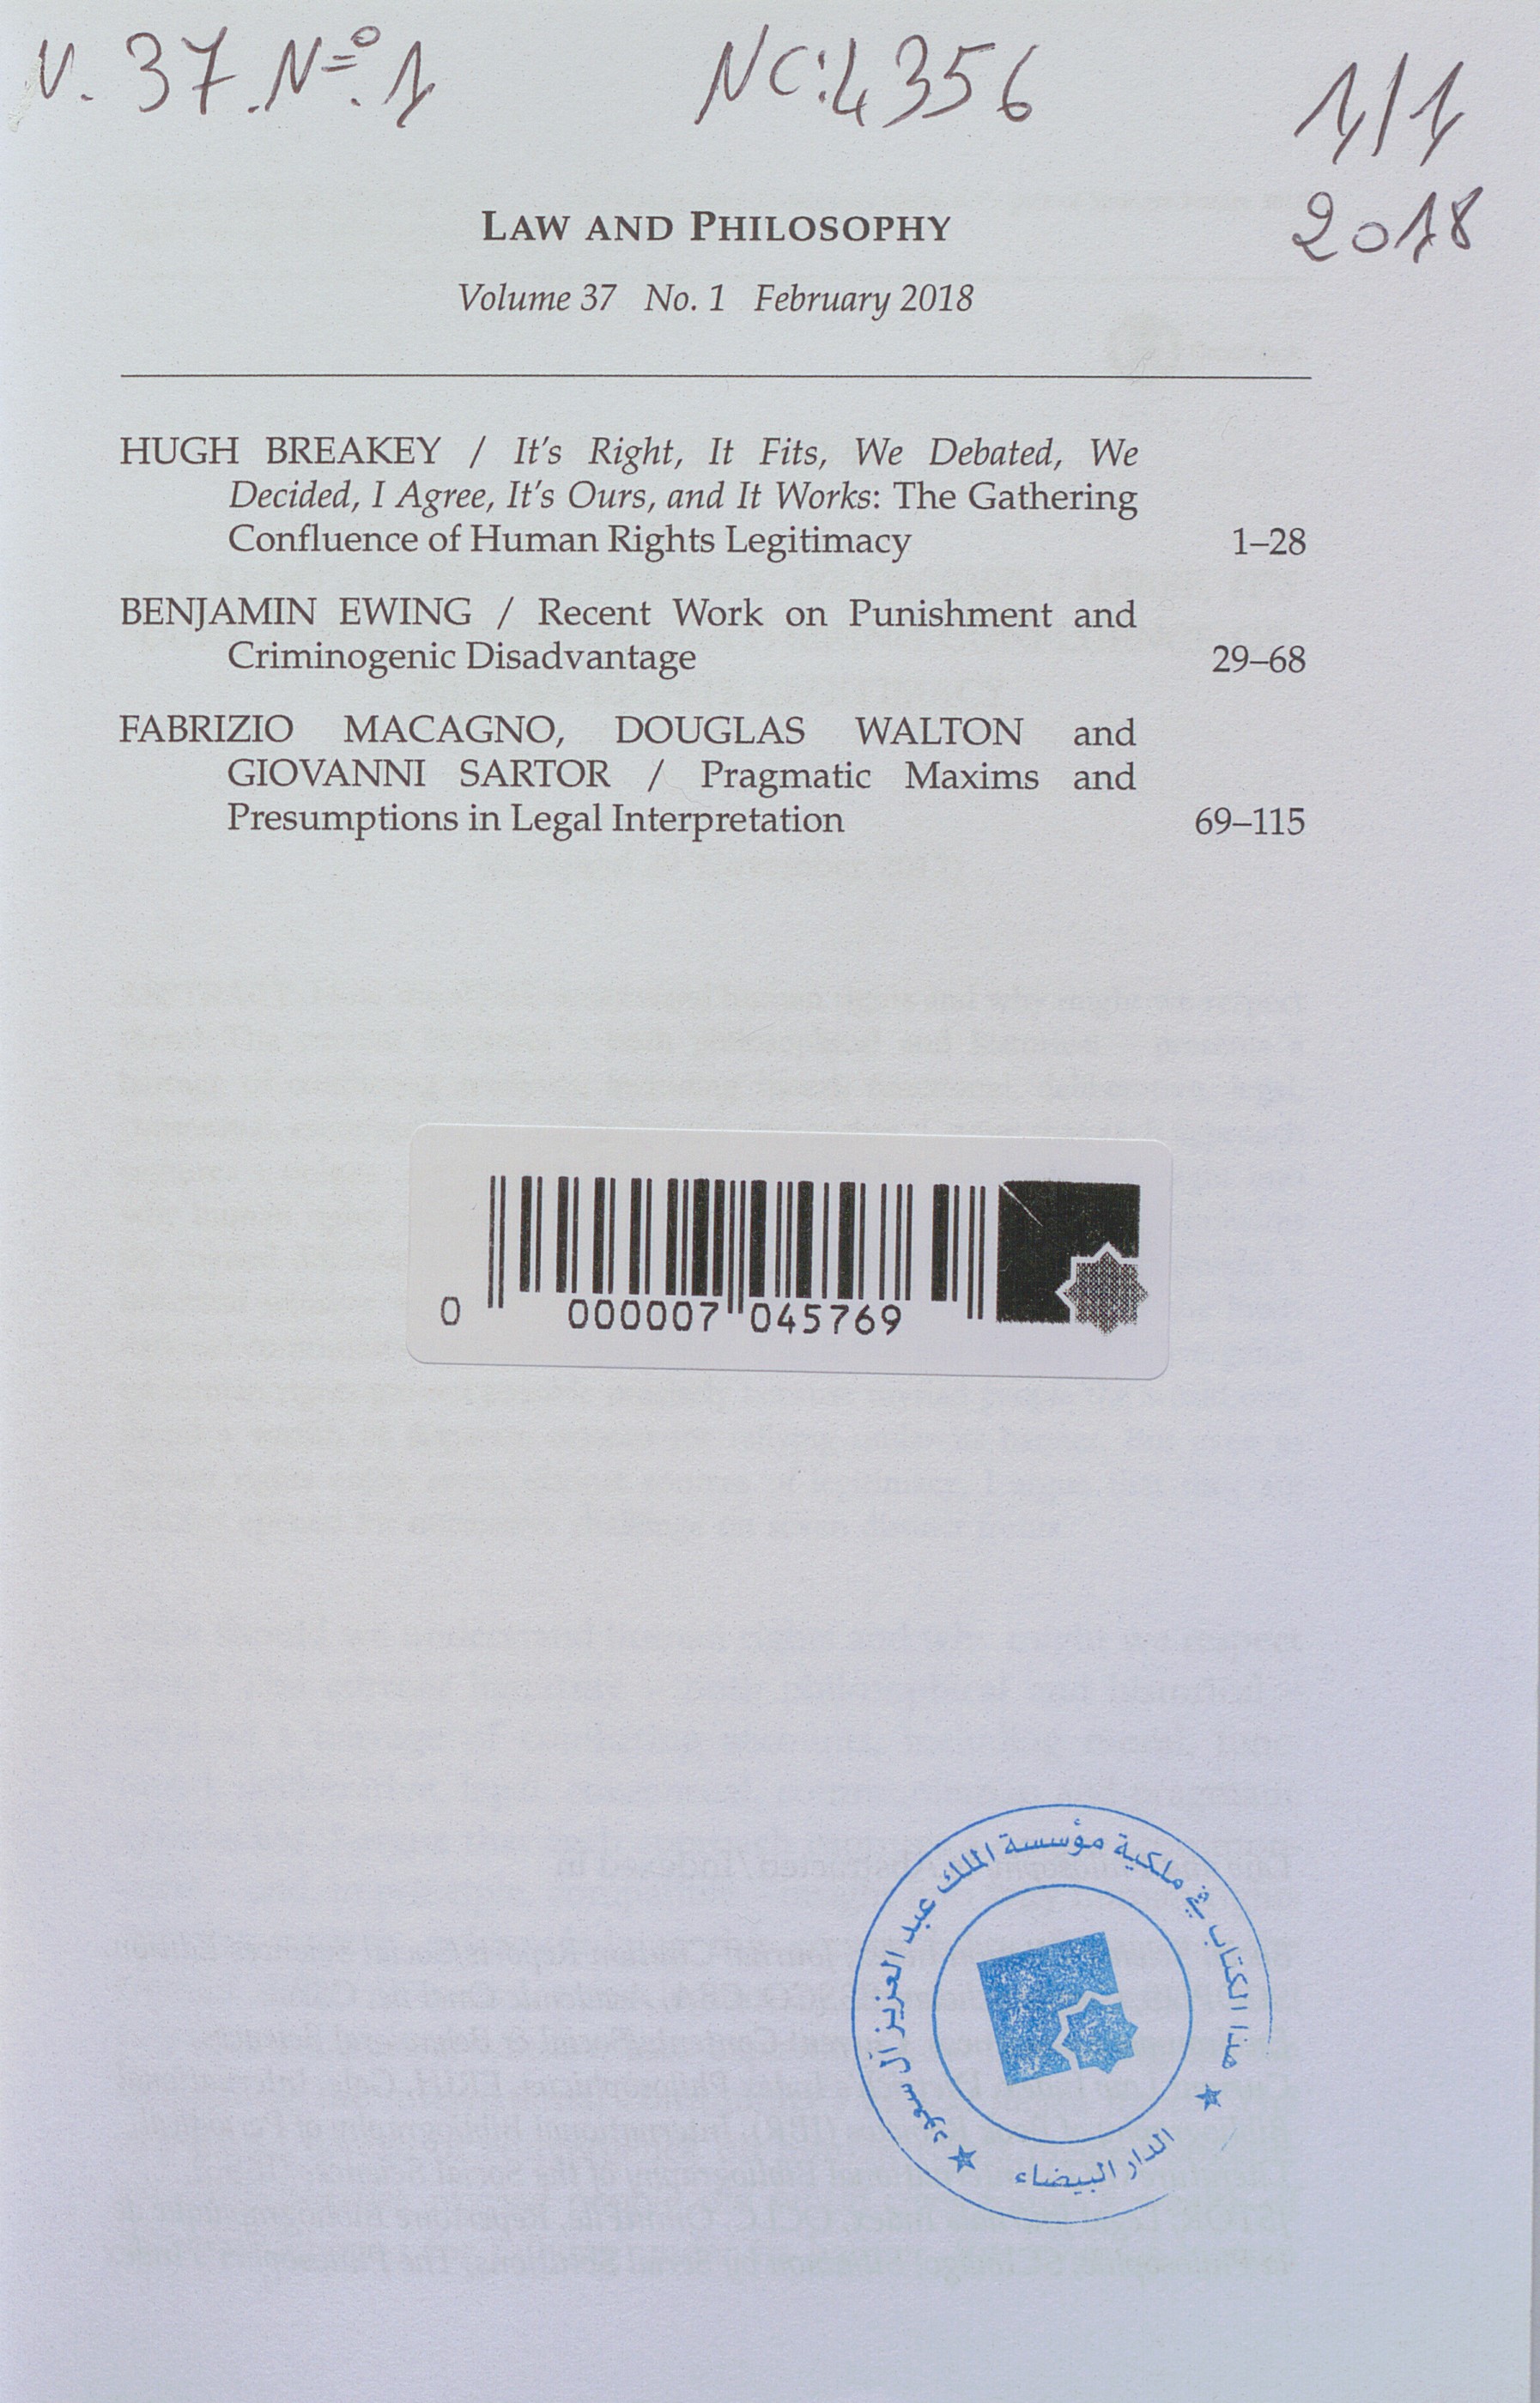 V. 37. Nº. 1
NC: 4356
1/1
2018
LAW AND PHILOSOPHY
Volume 37 No. 1 February 2018
HUGH BREAKEY / It's Right, It Fits, We Debated, We
Decided, I Agree, It's Ours, and It Works: The Gathering
Confluence of Human Rights Legitimacy 1–28
BENJAMIN EWING / Recent Work on Punishment and
Criminogenic Disadvantage 29–68
FABRIZIO MACAGNO, DOUGLAS WALTON and
GIOVANNI SARTOR / Pragmatic Maxims and
Presumptions in Legal Interpretation 69–115
0 000007 045769
هذا الكتاب في ملكية مؤسسة الملك عبد العزيز آل سعود
الدار البيضاء